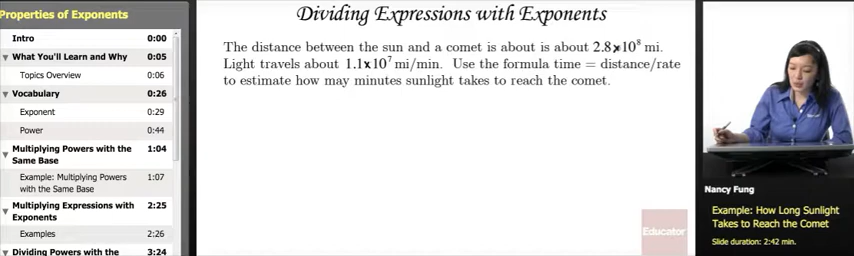 Properties of Exponents
Intro 0:00
What You'll Learn and Why 0:05
Topics Overview 0:06
Vocabulary 0:26
Exponent 0:29
Power 0:44
Multiplying Powers with the 1:04
Same Base
Example: Multiplying Powers 1:07
with the Same Base
Multiplying Expressions with 2:25
Exponents
Examples 2:26
Dividing Powers with the 3:24
Dividing Expressions with Exponents
The distance between the sun and a comet is about is about 2.8x10⁸ mi.
Light travels about 1.1x10⁷ mi/min. Use the formula time = distance/rate
to estimate how may minutes sunlight takes to reach the comet.
Educator
Nancy Fung
Example: How Long Sunlight
Takes to Reach the Comet
Slide duration: 2:42 min.